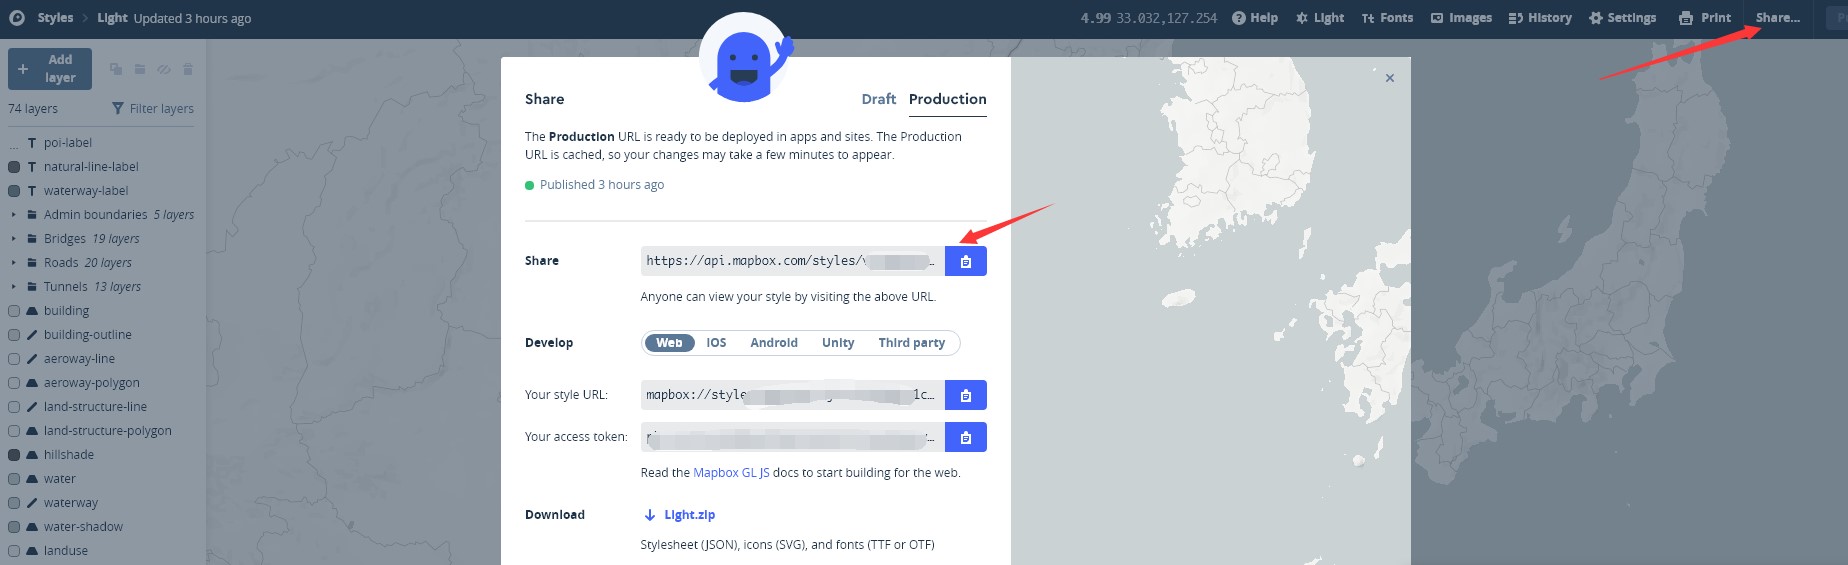 Styles > Light Updated 3 hours ago
4.99 33.032,127.254 Help Light Fonts Images History Settings Print Share...
Add layer
74 layers Filter layers
poi-label
natural-line-label
waterway-label
Admin boundaries 5 layers
Bridges 19 layers
Roads 20 layers
Tunnels 13 layers
building
building-outline
aeroway-line
aeroway-polygon
land-structure-line
land-structure-polygon
hillshade
water
waterway
water-shadow
landuse
Share Draft Production
The Production URL is ready to be deployed in apps and sites. The Production
URL is cached, so your changes may take a few minutes to appear.
Published 3 hours ago
Share https://api.mapbox.com/styles/
Anyone can view your style by visiting the above URL.
Develop Web iOS Android Unity Third party
Your style URL: mapbox://style 1c…
Your access token:
Read the Mapbox GL JS docs to start building for the web.
Download Light.zip
Stylesheet (JSON), icons (SVG), and fonts (TTF or OTF)